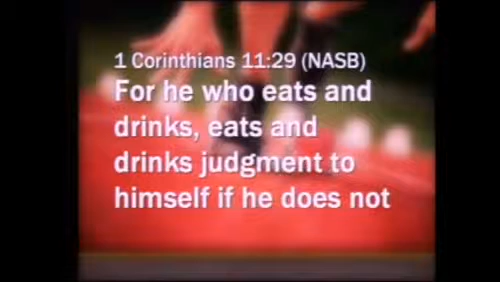 1 Corinthians 11:29 (NASB)
For he who eats and
drinks, eats and
drinks judgment to
himself if he does not